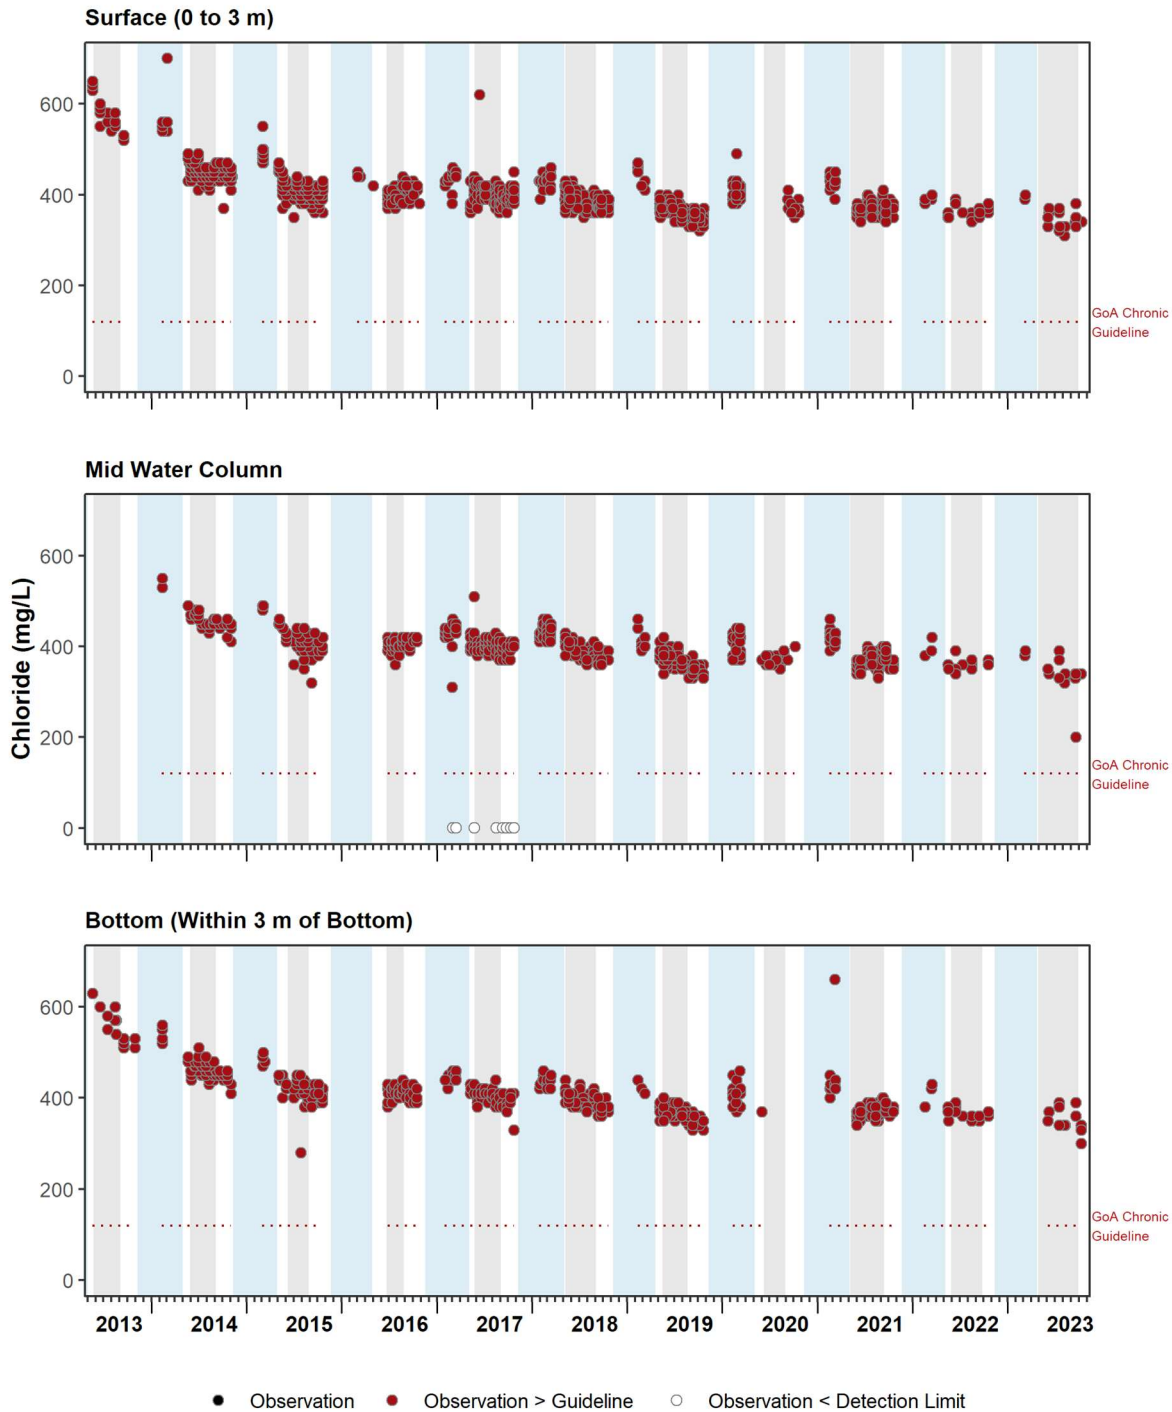 Surface (0 to 3 m)
600
400
200
0
GoA Chronic
Guideline
Mid Water Column
Chloride (mg/L)
600
400
200
0
GoA Chronic
Guideline
Bottom (Within 3 m of Bottom)
600
400
200
0
GoA Chronic
Guideline
2013 2014 2015 2016 2017 2018 2019 2020 2021 2022 2023
Observation Observation > Guideline Observation < Detection Limit